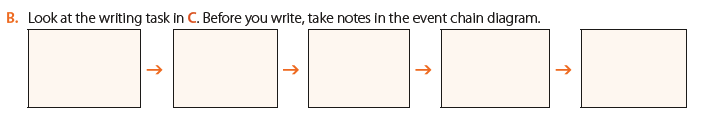 B. Look at the writing task in C. Before you write, take notes in the event chain diagram.